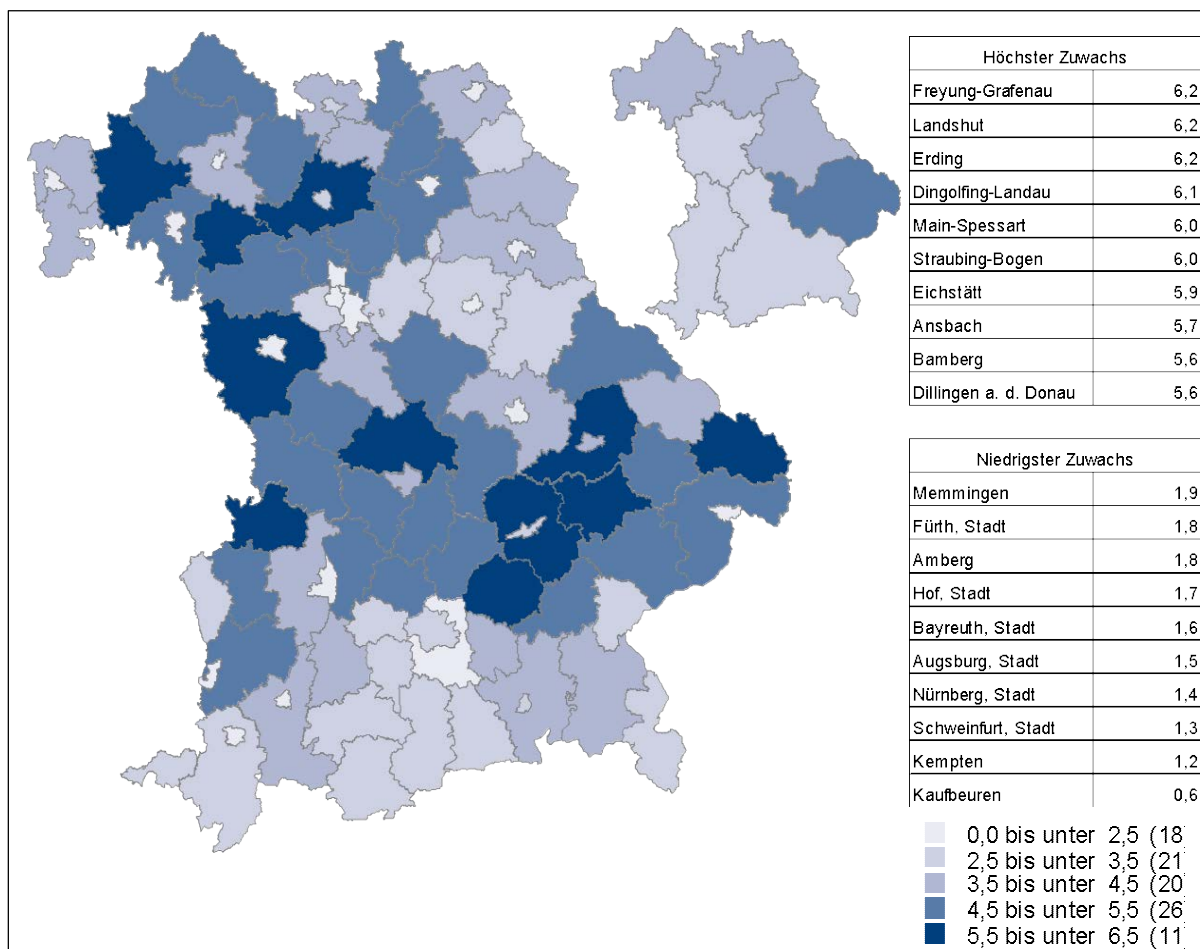 Höchster Zuwachs
Freyung-Grafenau 6,2
Landshut 6,2
Erding 6,2
Dingolfing-Landau 6,1
Main-Spessart 6,0
Straubing-Bogen 6,0
Eichstätt 5,9
Ansbach 5,7
Bamberg 5,6
Dillingen a. d. Donau 5,6
Niedrigster Zuwachs
Memmingen 1,9
Fürth, Stadt 1,8
Amberg 1,8
Hof, Stadt 1,7
Bayreuth, Stadt 1,6
Augsburg, Stadt 1,5
Nürnberg, Stadt 1,4
Schweinfurt, Stadt 1,3
Kempten 1,2
Kaufbeuren 0,6
0,0 bis unter 2,5 (18
2,5 bis unter 3,5 (21
3,5 bis unter 4,5 (20
4,5 bis unter 5,5 (26
5,5 bis unter 6,5 (11